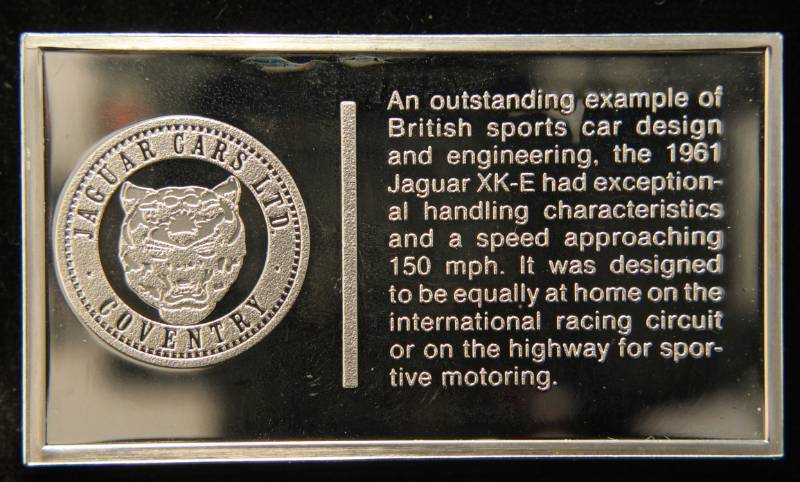 JAGUAR CARS LTD.
COVENTRY
An outstanding example of
British sports car design
and engineering, the 1961
Jaguar XK-E had exception-
al handling characteristics
and a speed approaching
150 mph. It was designed
to be equally at home on the
international racing circuit
or on the highway for spor-
tive motoring.